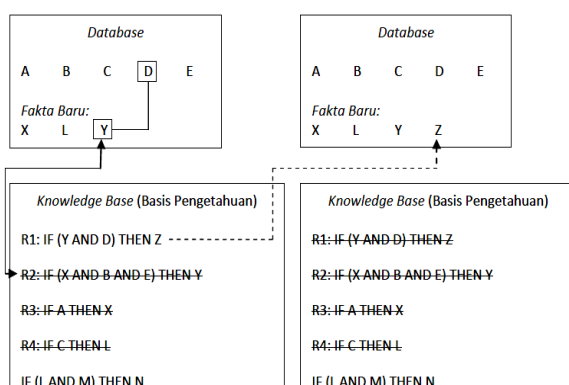 Database
A B C D E
Fakta Baru:
X L Y
Knowledge Base (Basis Pengetahuan)
R1: IF (Y AND D) THEN Z
R2: IF (X AND B AND E) THEN Y
R3: IF A THEN X
R4: IF C THEN L
IF (L AND M) THEN N
Database
A B C D E
Fakta Baru:
X L Y Z
Knowledge Base (Basis Pengetahuan)
R1: IF (Y AND D) THEN Z
R2: IF (X AND B AND E) THEN Y
R3: IF A THEN X
R4: IF C THEN L
IF (L AND M) THEN N